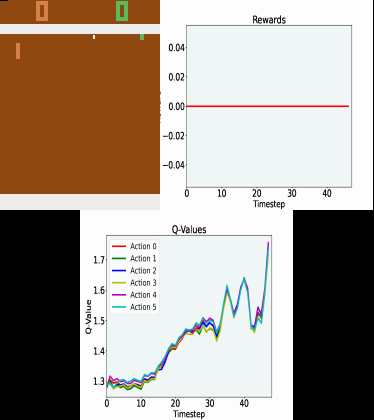 0 0
Rewards
0.04
0.02
0.00
−0.02
−0.04
0 10 20 30 40
Timestep
Q-Values
Action 0
Action 1
Action 2
Action 3
Action 4
Action 5
1.7
1.6
1.5
1.4
1.3
Q-Value
0 10 20 30 40
Timestep